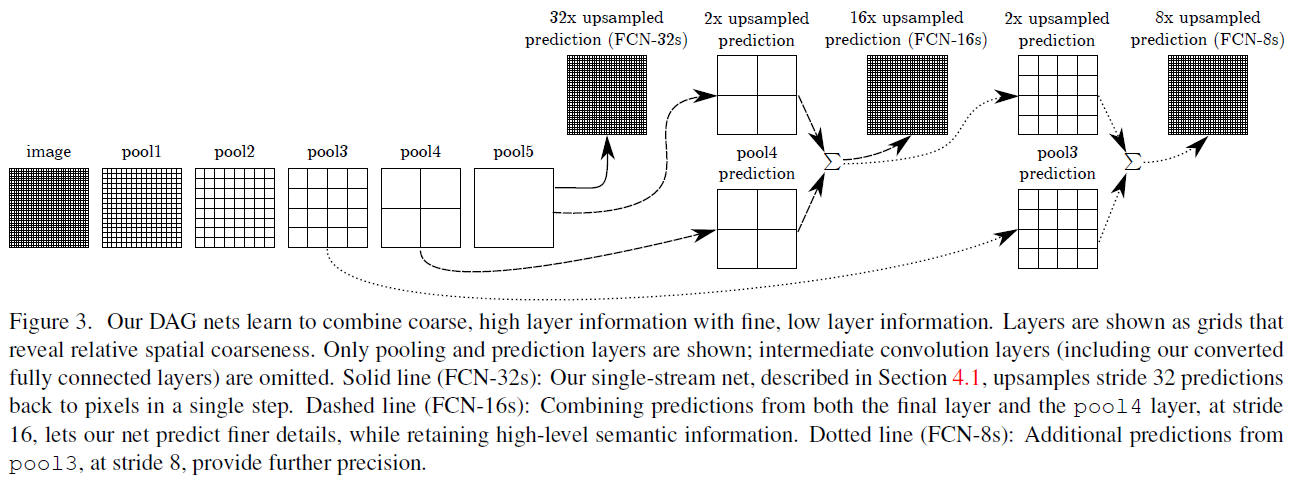 32x upsampled
prediction (FCN-32s)
2x upsampled
prediction
16x upsampled
prediction (FCN-16s)
2x upsampled
prediction
8x upsampled
prediction (FCN-8s)
image
pool1
pool2
pool3
pool4
pool5
pool4
prediction
∑
pool3
prediction
∑
Figure 3. Our DAG nets learn to combine coarse, high layer information with fine, low layer information. Layers are shown as grids that
reveal relative spatial coarseness. Only pooling and prediction layers are shown; intermediate convolution layers (including our converted
fully connected layers) are omitted. Solid line (FCN-32s): Our single-stream net, described in Section 4.1, upsamples stride 32 predictions
back to pixels in a single step. Dashed line (FCN-16s): Combining predictions from both the final layer and the pool4 layer, at stride
16, lets our net predict finer details, while retaining high-level semantic information. Dotted line (FCN-8s): Additional predictions from
pool3, at stride 8, provide further precision.